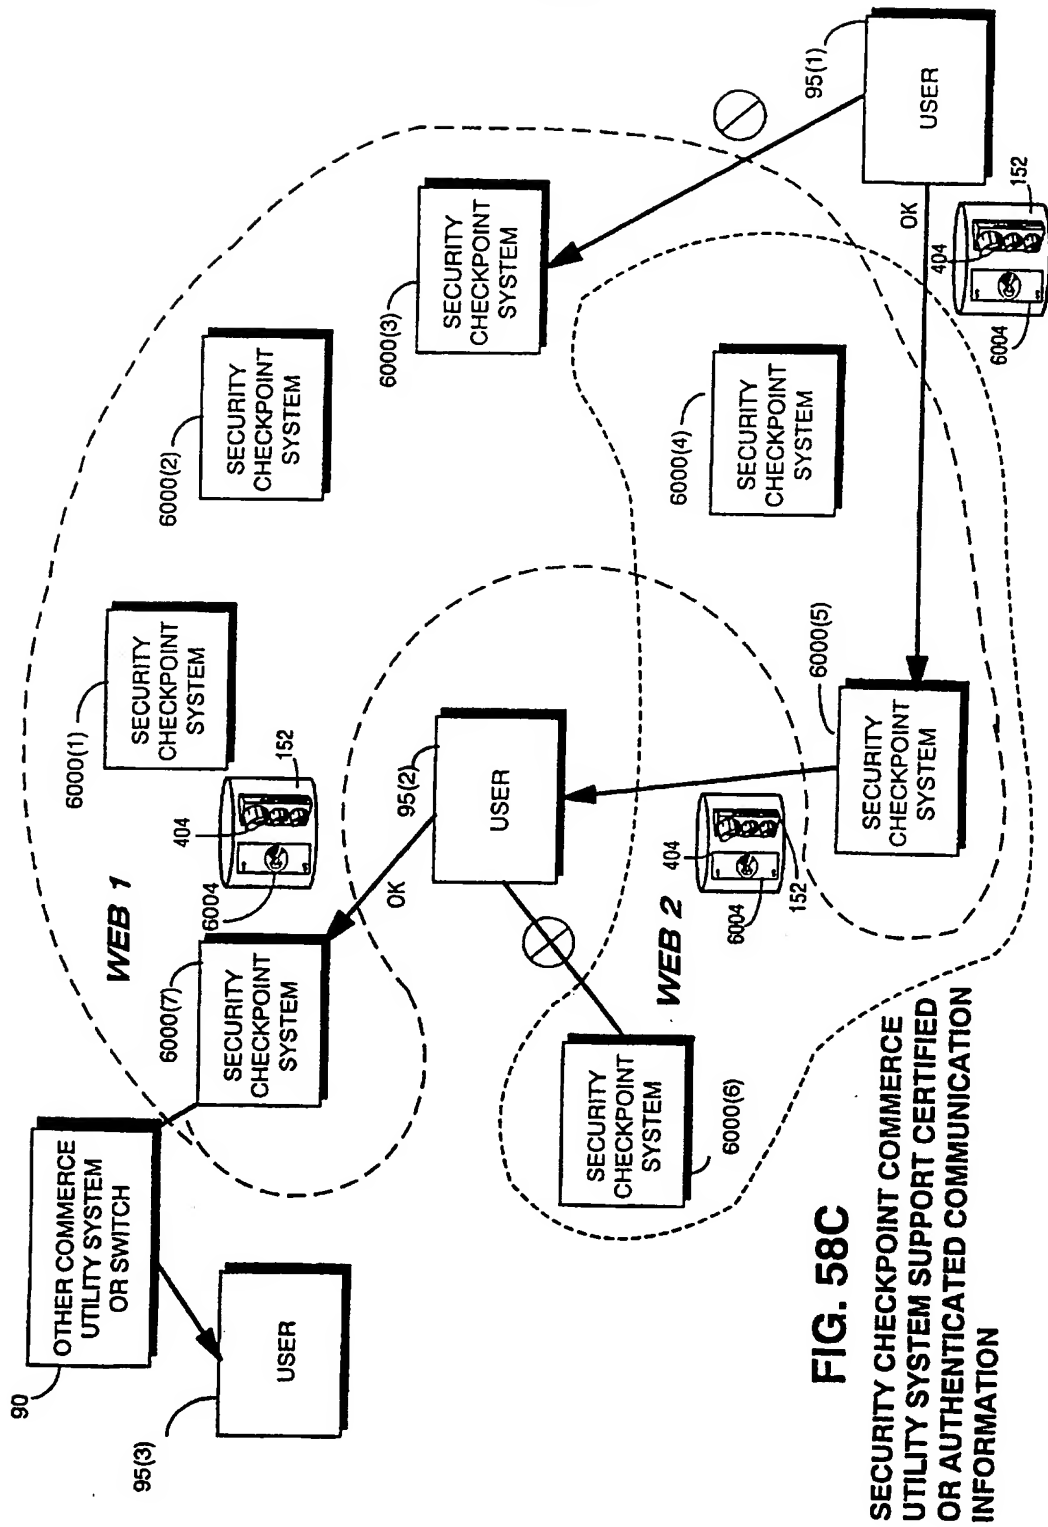 90
OTHER COMMERCE
UTILITY SYSTEM
OR SWITCH
95(3)
USER
WEB 1
6000(7)
SECURITY
CHECKPOINT
SYSTEM
6004
404
152
6000(1)
SECURITY
CHECKPOINT
SYSTEM
6000(2)
SECURITY
CHECKPOINT
SYSTEM
6000(3)
SECURITY
CHECKPOINT
SYSTEM
OK
95(2)
USER
SECURITY
CHECKPOINT
SYSTEM
6000(6)
WEB 2
6004
404
152
6000(4)
SECURITY
CHECKPOINT
SYSTEM
6000(5)
SECURITY
CHECKPOINT
SYSTEM
95(1)
USER
OK
6004
404
152
FIG. 58C
SECURITY CHECKPOINT COMMERCE
UTILITY SYSTEM SUPPORT CERTIFIED
OR AUTHENTICATED COMMUNICATION
INFORMATION